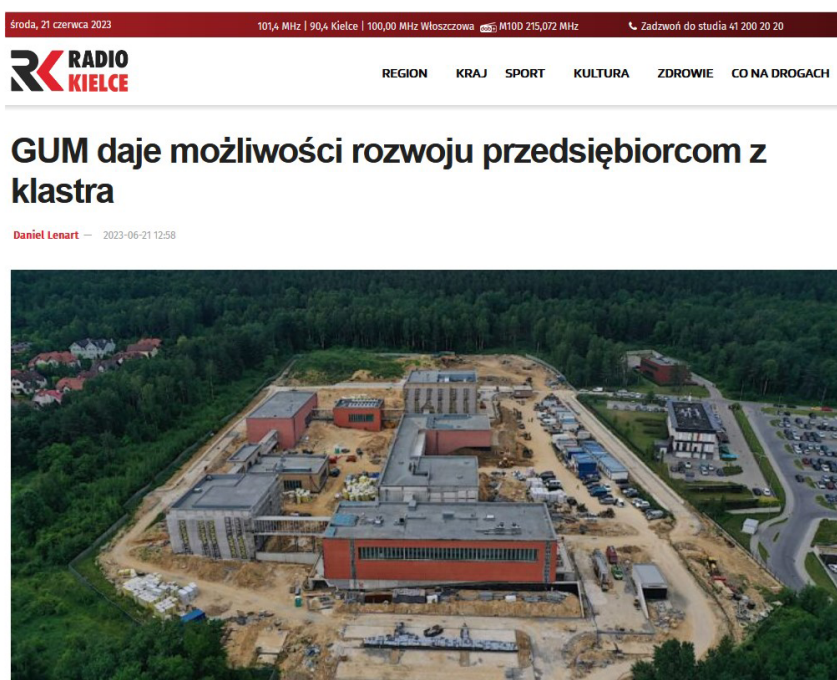 środa, 21 czerwca 2023 101,4 MHz | 90,4 Kielce | 100,00 MHz Włoszczowa dab+ M10D 215,072 MHz Zadzwoń do studia 41 200 20 20
RADIO
KIELCE
REGION KRAJ SPORT KULTURA ZDROWIE CO NA DROGACH
GUM daje możliwości rozwoju przedsiębiorcom z
klastra
Daniel Lenart — 2023-06-21 12:58